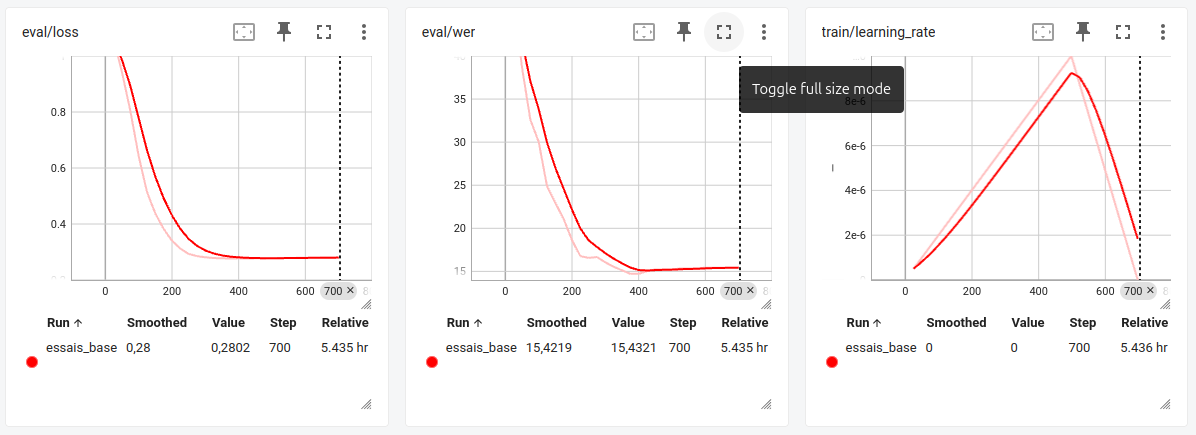 eval/loss
0.8
0.6
0.4
0 200 400 600 700 ✕
Run ↑ Smoothed Value Step Relative
essais_base 0,28 0,2802 700 5.435 hr
eval/wer
35
30
25
20
15
0 200 400 600 700 ✕
Run ↑ Smoothed Value Step Relative
essais_base 15,4219 15,4321 700 5.435 hr
train/learning_rate
Toggle full size mode
8e-6
6e-6
4e-6
2e-6
0 200 400 600 700 ✕
Run ↑ Smoothed Value Step Relative
essais_base 0 0 700 5.436 hr